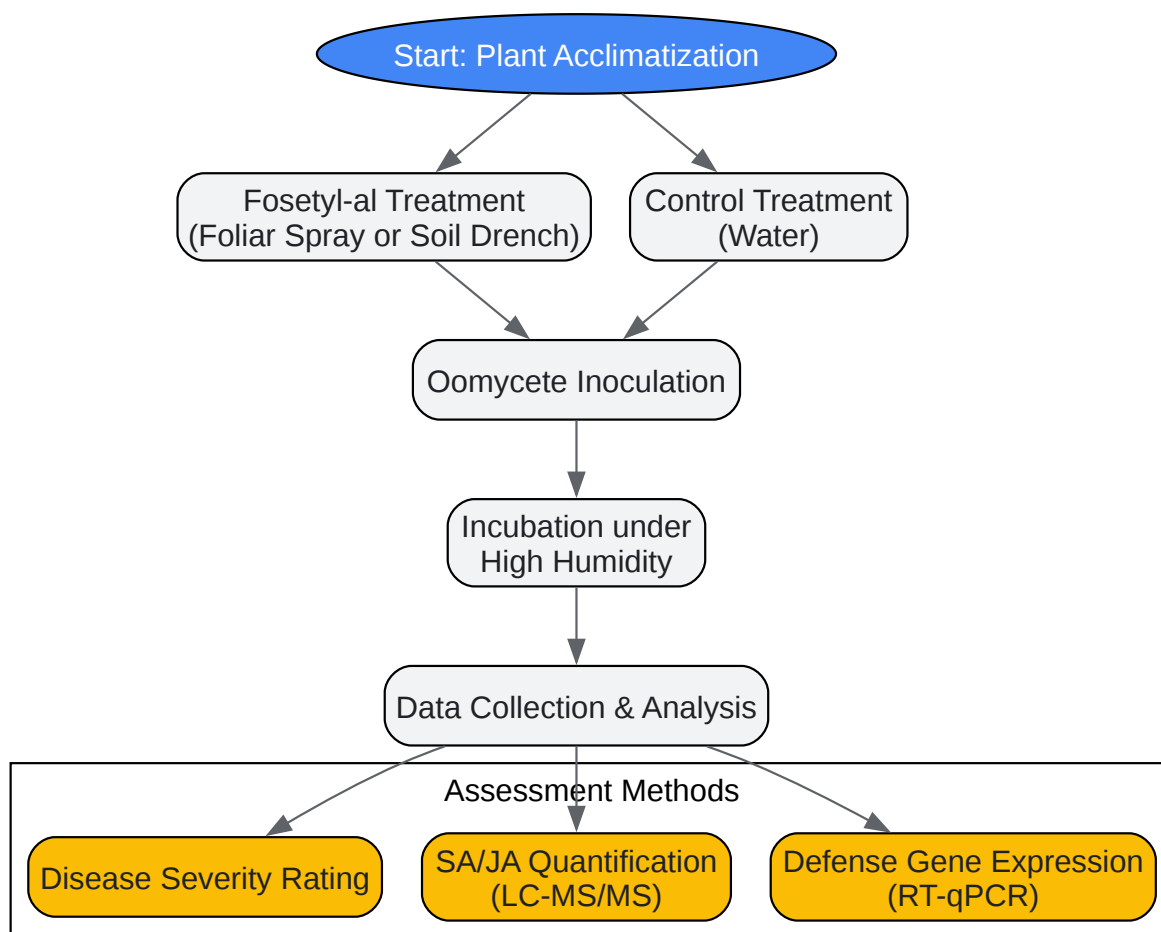 Start: Plant Acclimatization
Fosetyl-al Treatment
(Foliar Spray or Soil Drench)
Control Treatment
(Water)
Oomycete Inoculation
Incubation under
High Humidity
Data Collection & Analysis
Assessment Methods
Disease Severity Rating
SA/JA Quantification
(LC-MS/MS)
Defense Gene Expression
(RT-qPCR)